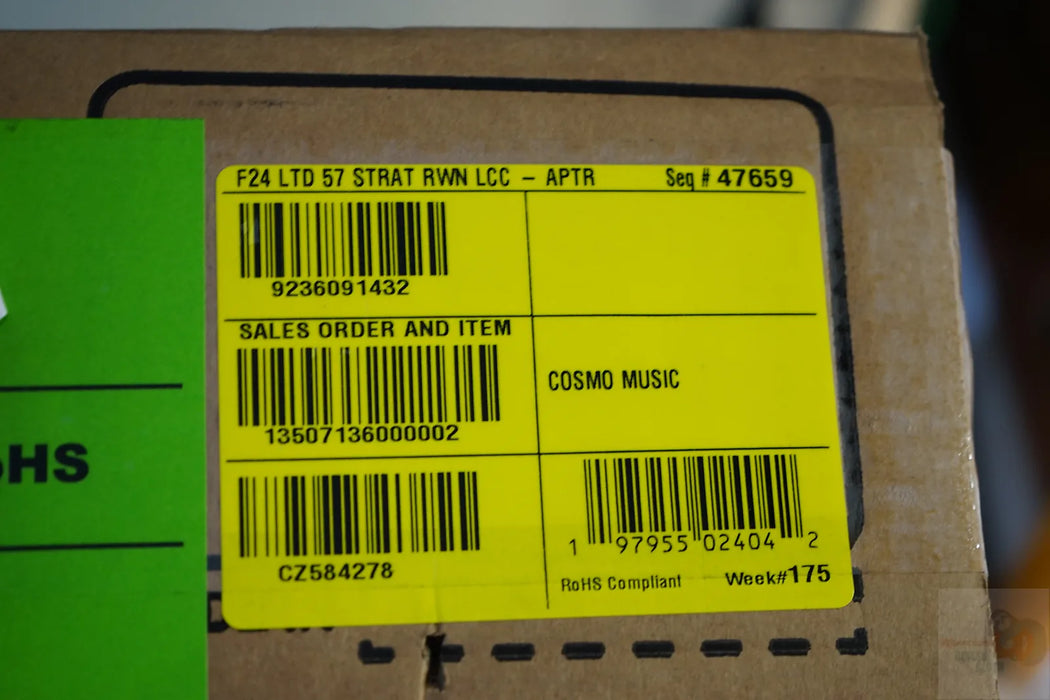 F24 LTD 57 STRAT RWN LCC - APTR Seq # 47659
9236091432
SALES ORDER AND ITEM
13507136000002
COSMO MUSIC
CZ584278
1 97955 02404 2
RoHS Compliant Week#175
HS